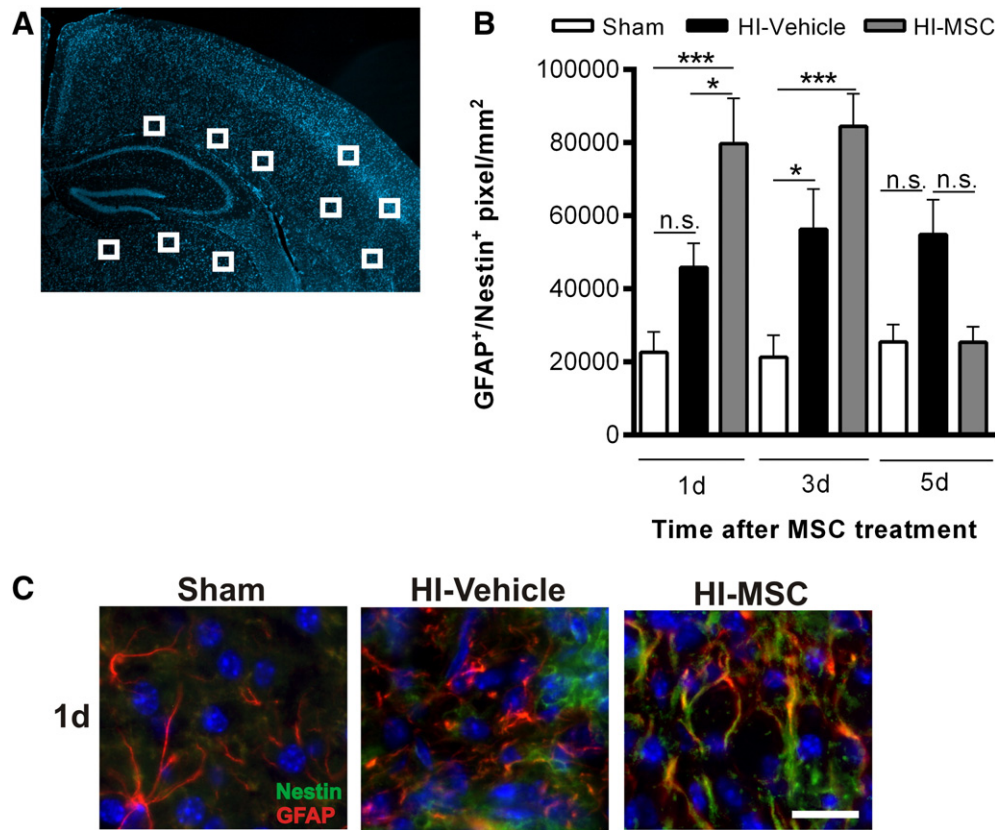 A
B
Sham HI-Vehicle HI-MSC
GFAP⁺/Nestin⁺ pixel/mm²
100000
80000
60000
40000
20000
0
***
*
n.s.
***
*
n.s. n.s.
1d 3d 5d
Time after MSC treatment
C
Sham HI-Vehicle HI-MSC
1d
Nestin
GFAP